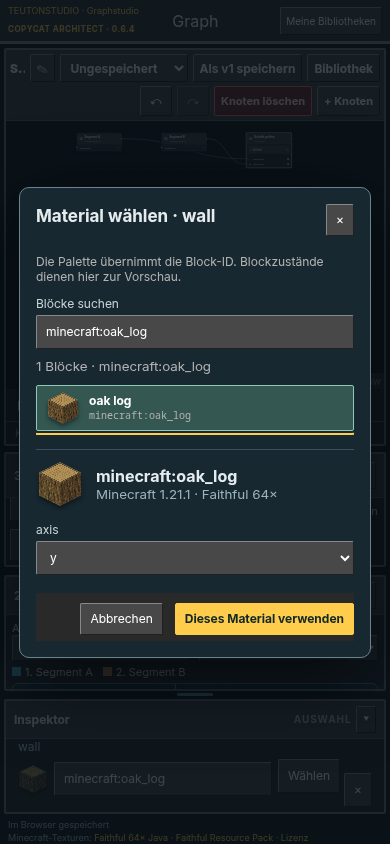 TEUTONSTUDIO · Graphstudio
COPYCAT ARCHITECT · 0.6.4
Graph
Meine Bibliotheken
S..
Ungespeichert
Als v1 speichern
Bibliothek
Knoten löschen
+ Knoten
Material wählen · wall
×
Die Palette übernimmt die Block-ID. Blockzustände
dienen hier zur Vorschau.
Blöcke suchen
minecraft:oak_log
1 Blöcke · minecraft:oak_log
oak log
minecraft:oak_log
minecraft:oak_log
Minecraft 1.21.1 · Faithful 64×
axis
y
Abbrechen
Dieses Material verwenden
1. Segment A
2. Segment B
Inspektor
AUSWAHL
wall
minecraft:oak_log
Wählen
×
Im Browser gespeichert
Minecraft-Texturen: Faithful 64× Java · Faithful Resource Pack · Lizenz